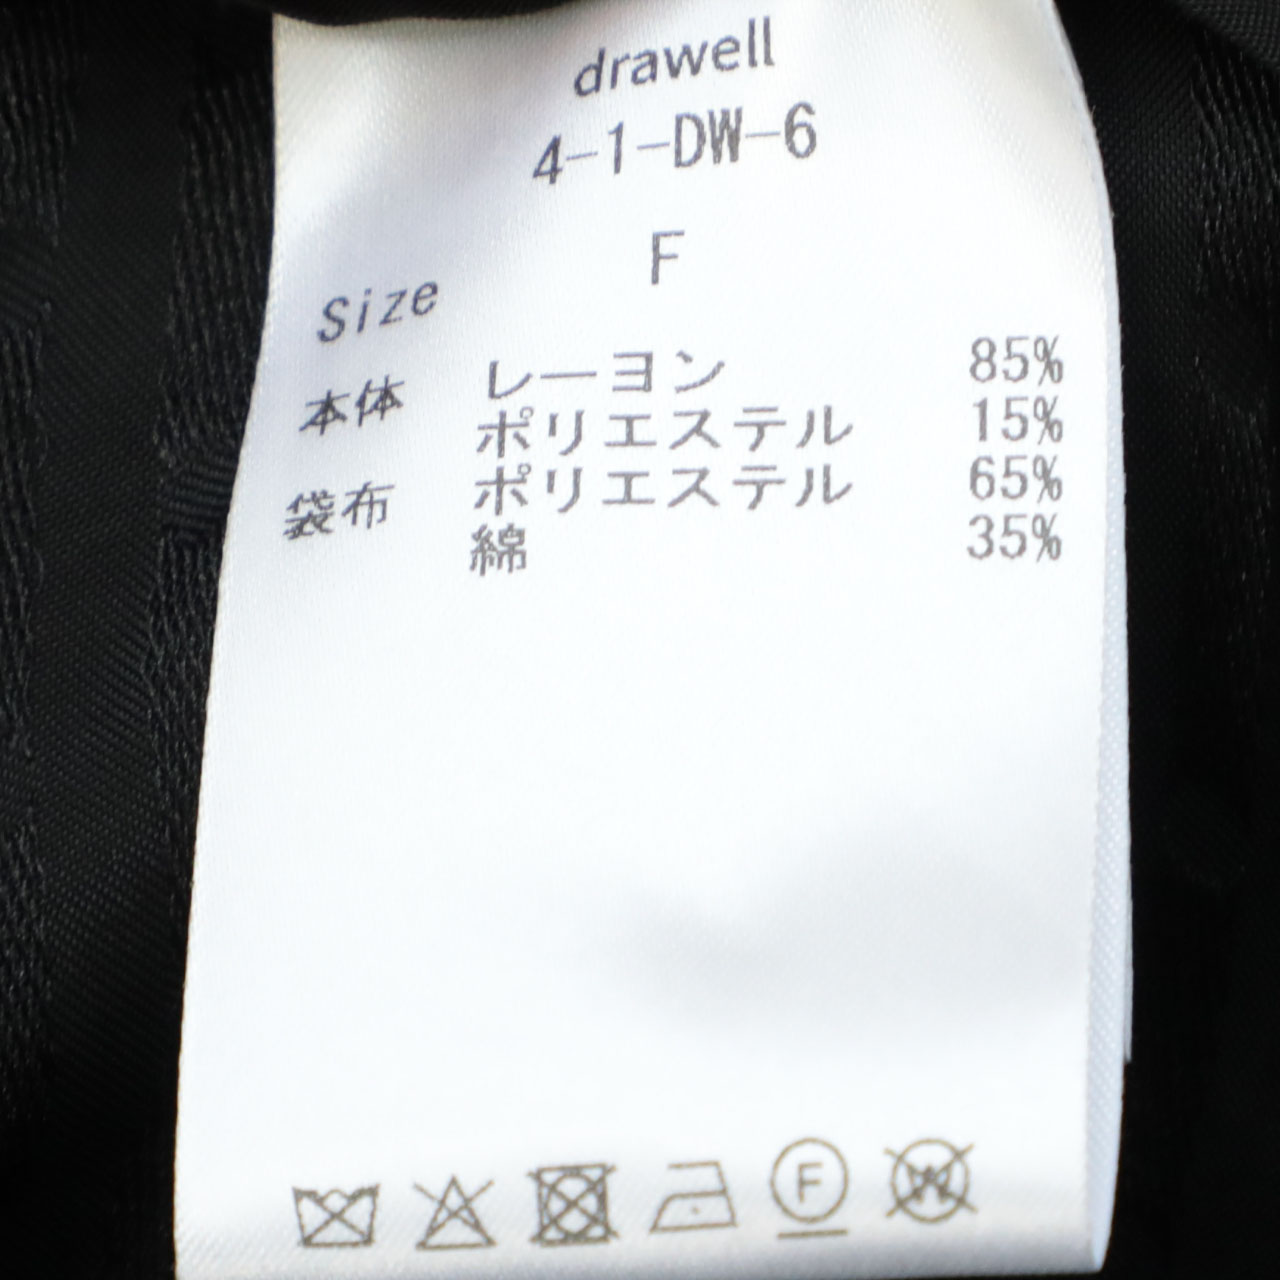 drawell
4-1-DW-6
F
Size
本体 レーヨン 85%
ポリエステル 15%
袋布 ポリエステル 65%
綿 35%
F
W